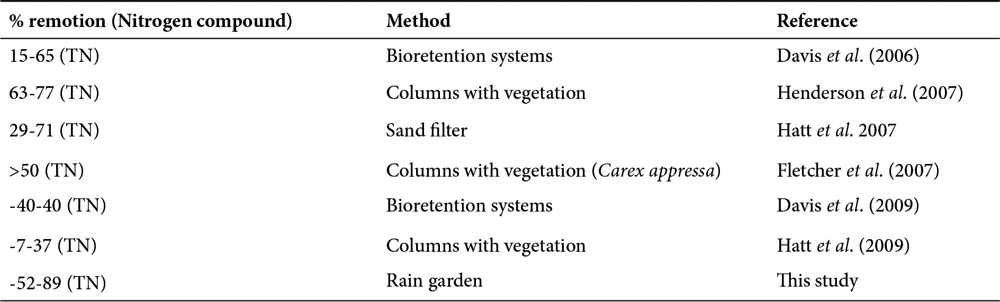 % remotion (Nitrogen compound) Method Reference
15-65 (TN) Bioretention systems Davis et al. (2006)
63-77 (TN) Columns with vegetation Henderson et al. (2007)
29-71 (TN) Sand filter Hatt et al. 2007
>50 (TN) Columns with vegetation (Carex appressa) Fletcher et al. (2007)
-40-40 (TN) Bioretention systems Davis et al. (2009)
-7-37 (TN) Columns with vegetation Hatt et al. (2009)
-52-89 (TN) Rain garden This study